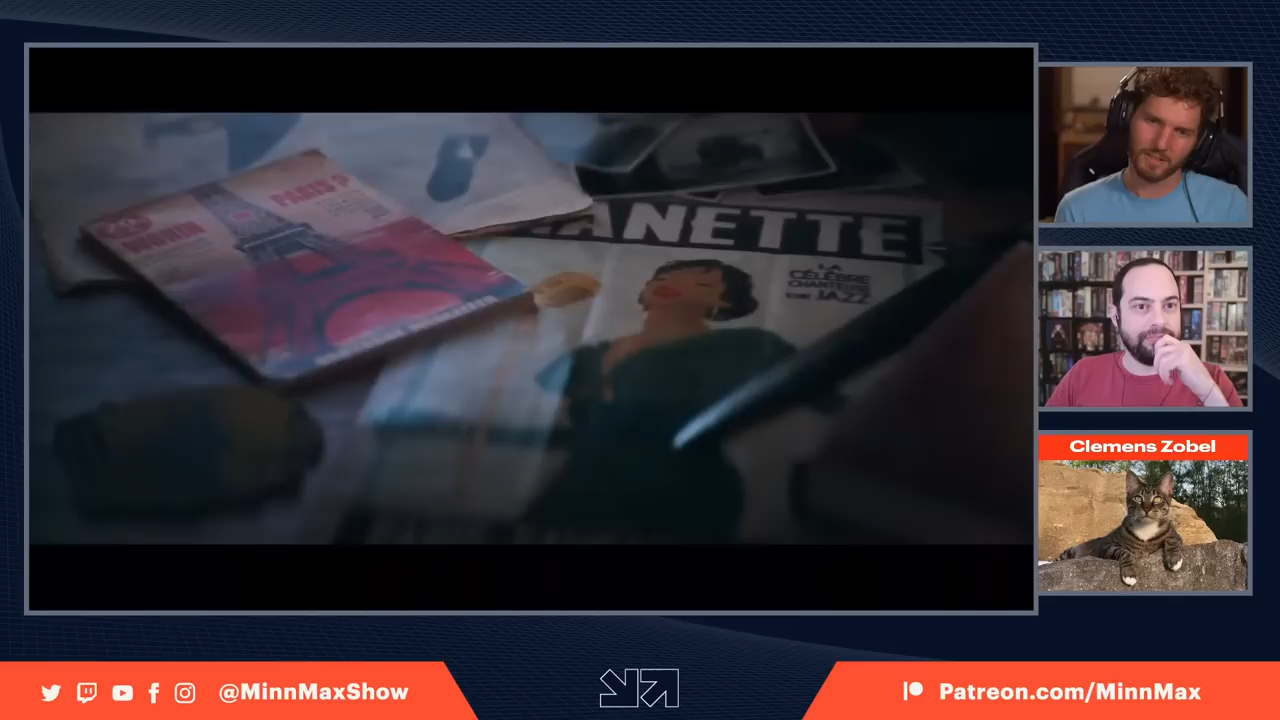 PARIS?
ANETTE
LA
CÉLÈBRE
CHANTEUSE
DE JAZZ
Clemens Zobel
@MinnMaxShow
Patreon.com/MinnMax